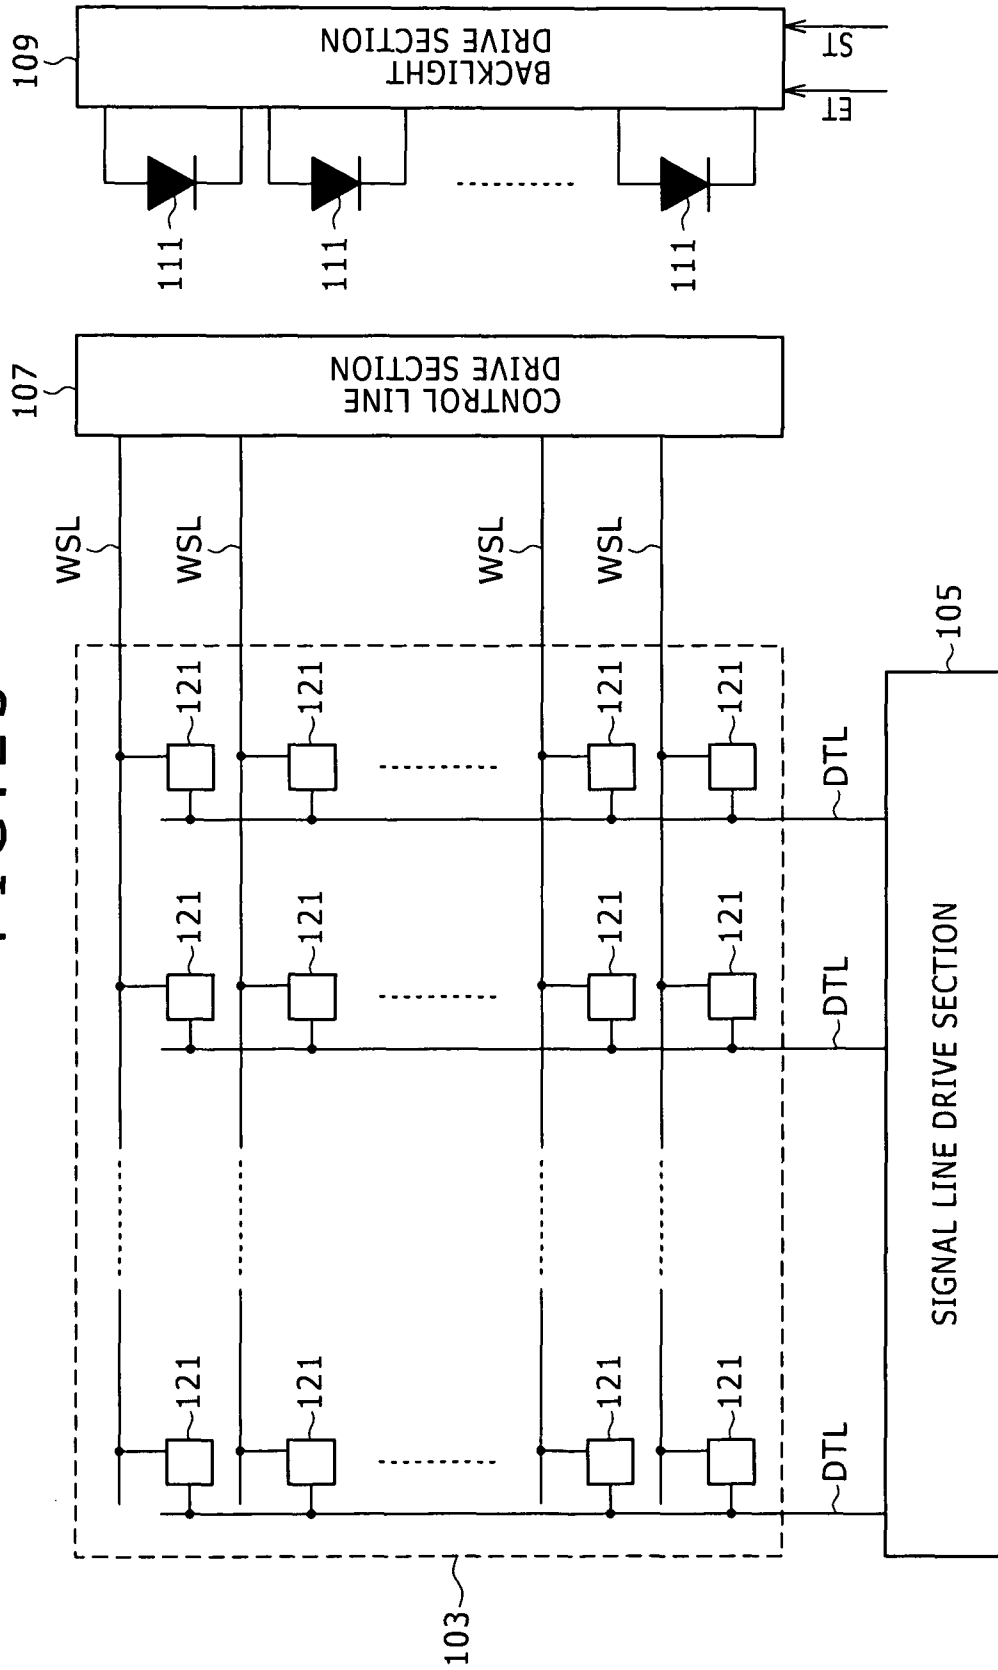 109
BACKLIGHT
DRIVE SECTION
ST
ET
111
111
111
107
CONTROL LINE
DRIVE SECTION
WSL
WSL
WSL
WSL
105
121
121
121
121
DTL
121
121
121
121
DTL
SIGNAL LINE DRIVE SECTION
121
121
121
121
DTL
103